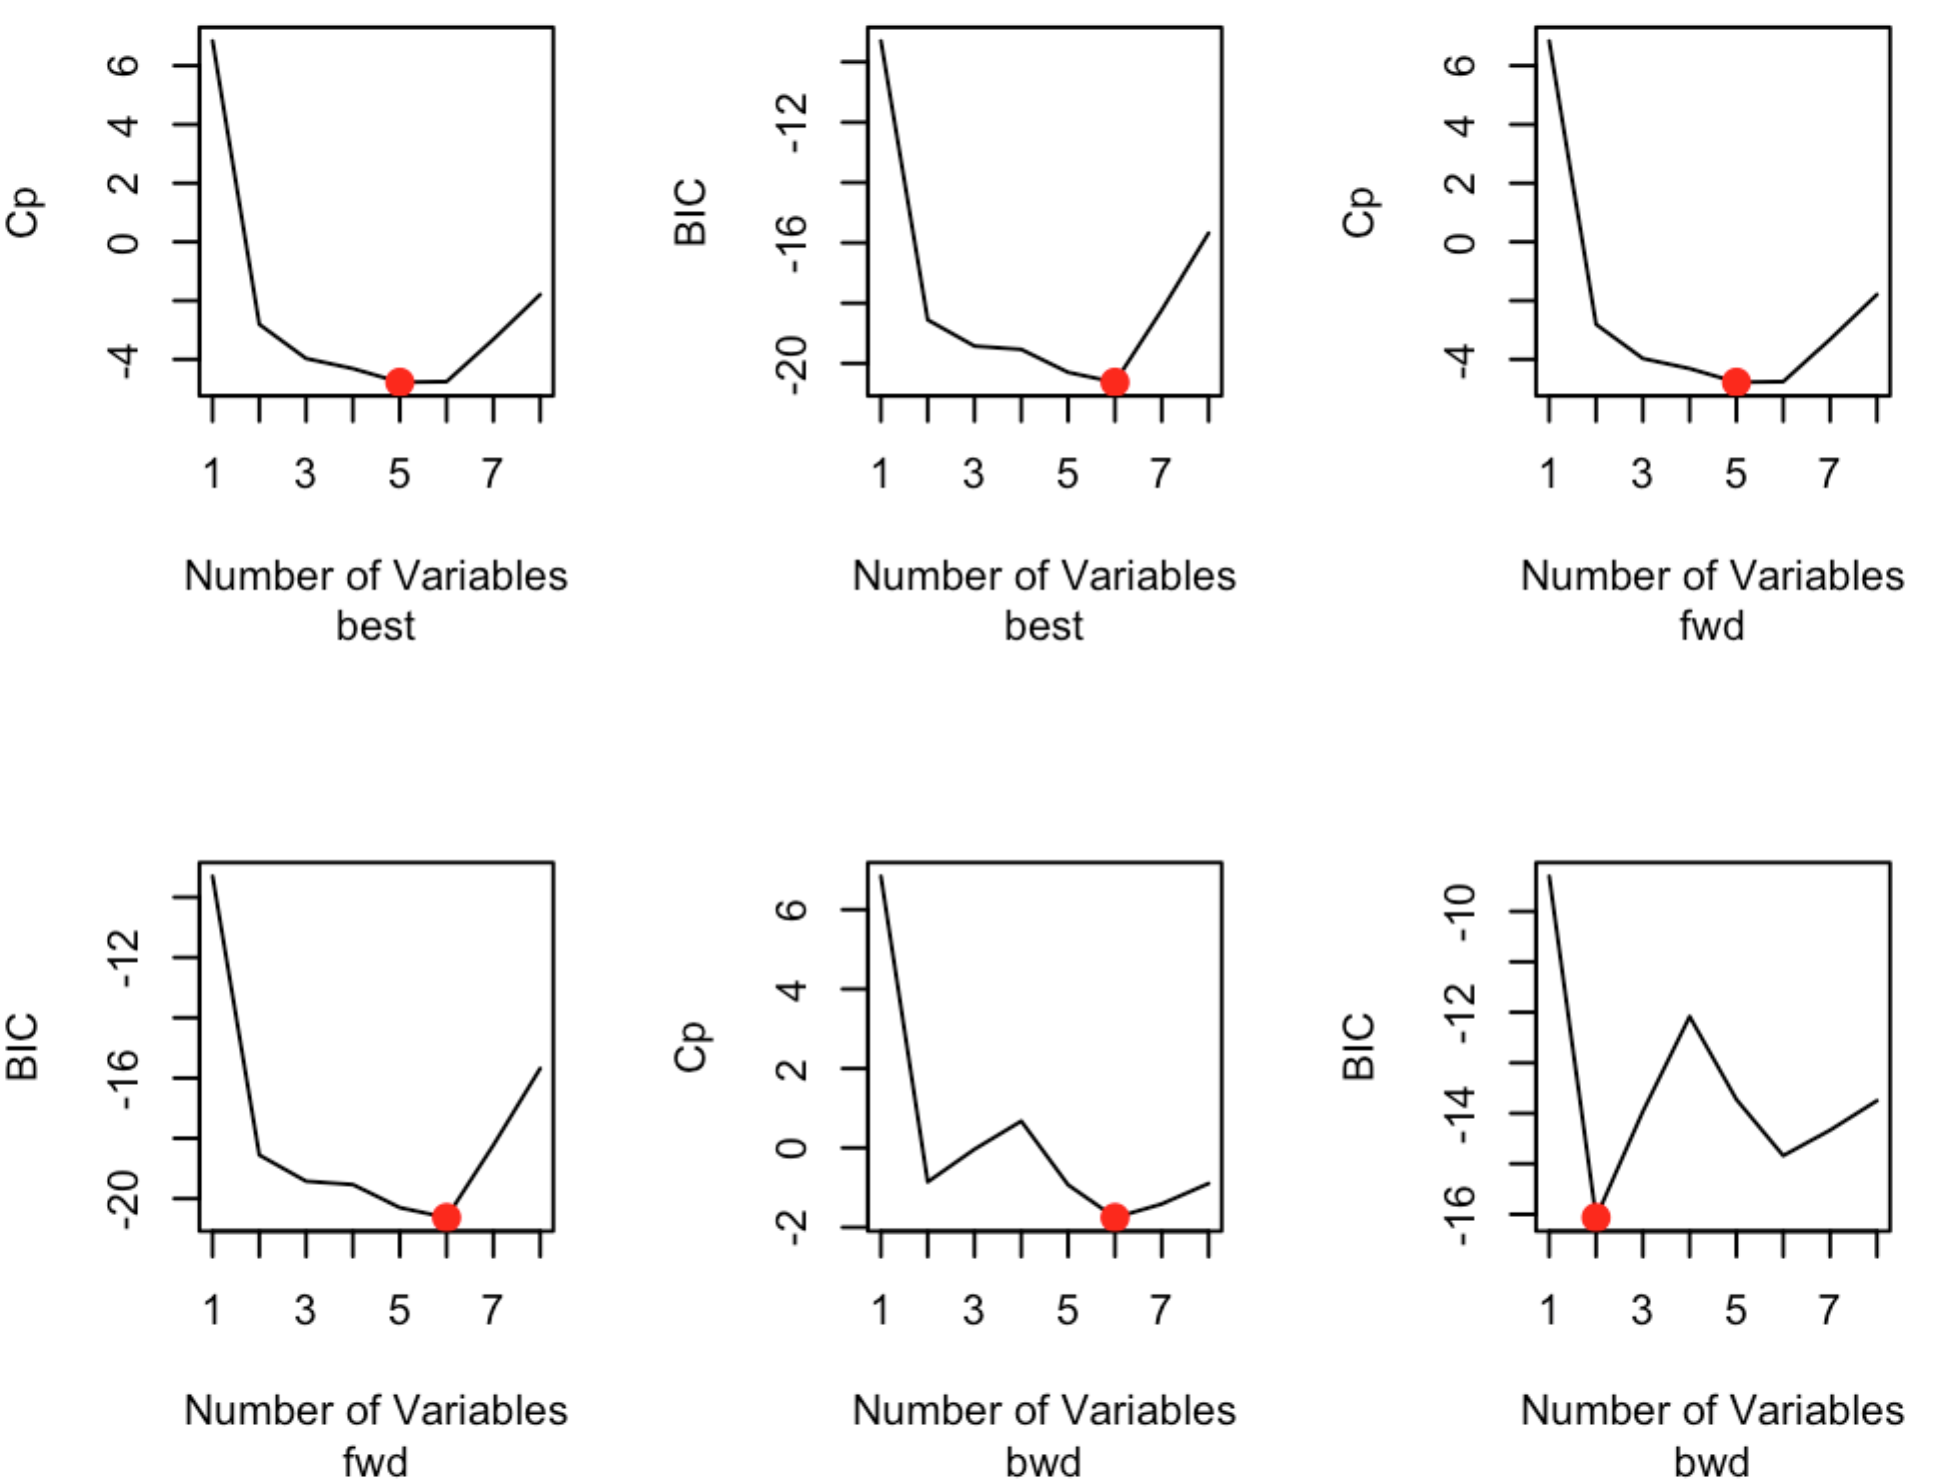 Cp
6
4
2
0
-4
1 3 5 7
Number of Variables
best
BIC
-12
-16
-20
1 3 5 7
Number of Variables
best
Cp
6
4
2
0
-4
1 3 5 7
Number of Variables
fwd
BIC
-12
-16
-20
1 3 5 7
Number of Variables
fwd
Cp
6
4
2
0
-2
1 3 5 7
Number of Variables
bwd
BIC
-10
-12
-14
-16
1 3 5 7
Number of Variables
bwd